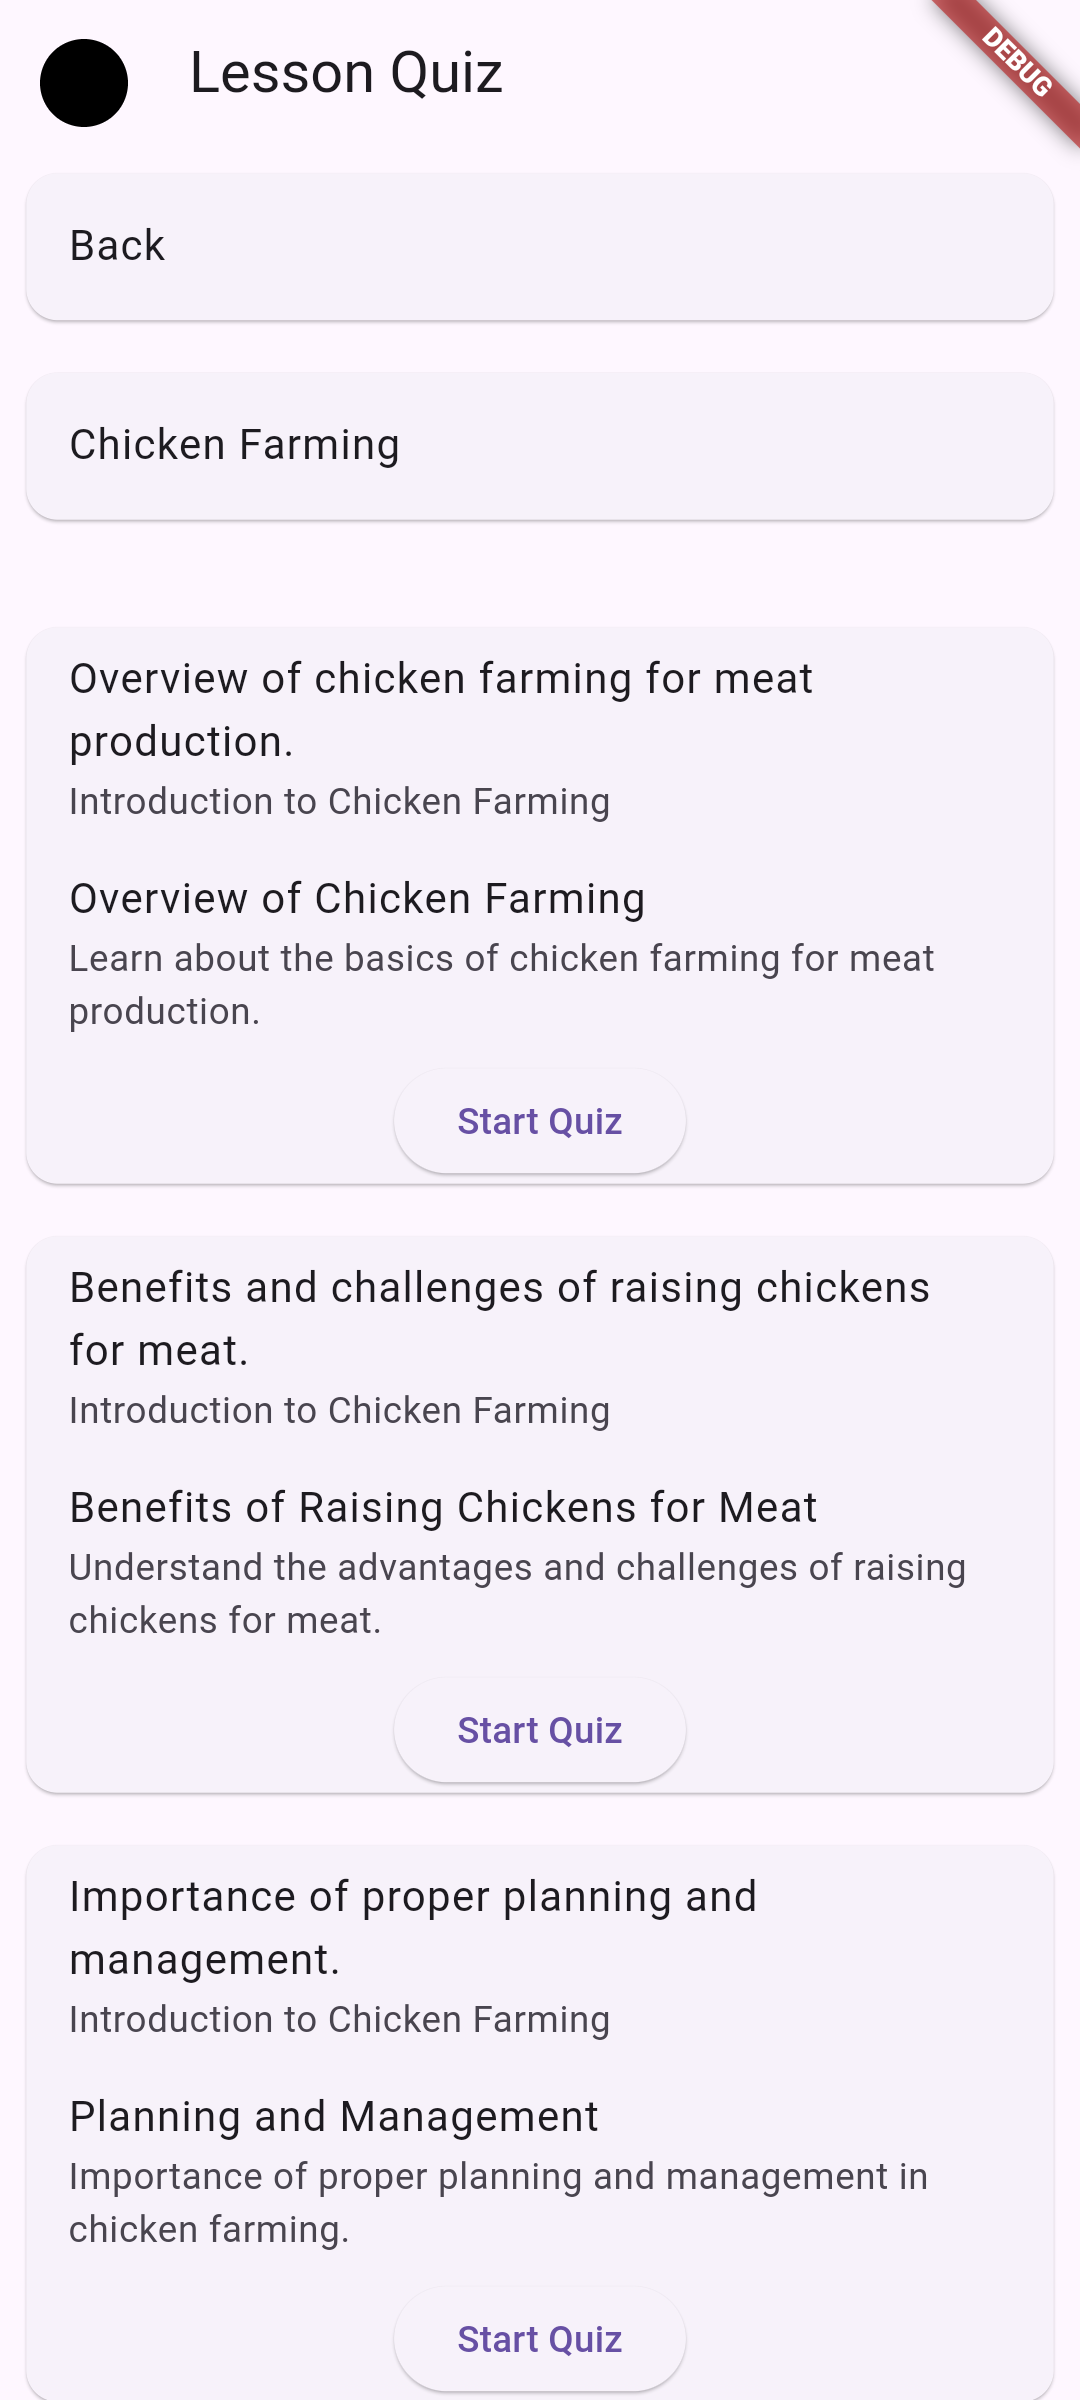 Lesson Quiz
DEBUG
Back
Chicken Farming
Overview of chicken farming for meat
production.
Introduction to Chicken Farming
Overview of Chicken Farming
Learn about the basics of chicken farming for meat
production.
Start Quiz
Benefits and challenges of raising chickens
for meat.
Introduction to Chicken Farming
Benefits of Raising Chickens for Meat
Understand the advantages and challenges of raising
chickens for meat.
Start Quiz
Importance of proper planning and
management.
Introduction to Chicken Farming
Planning and Management
Importance of proper planning and management in
chicken farming.
Start Quiz